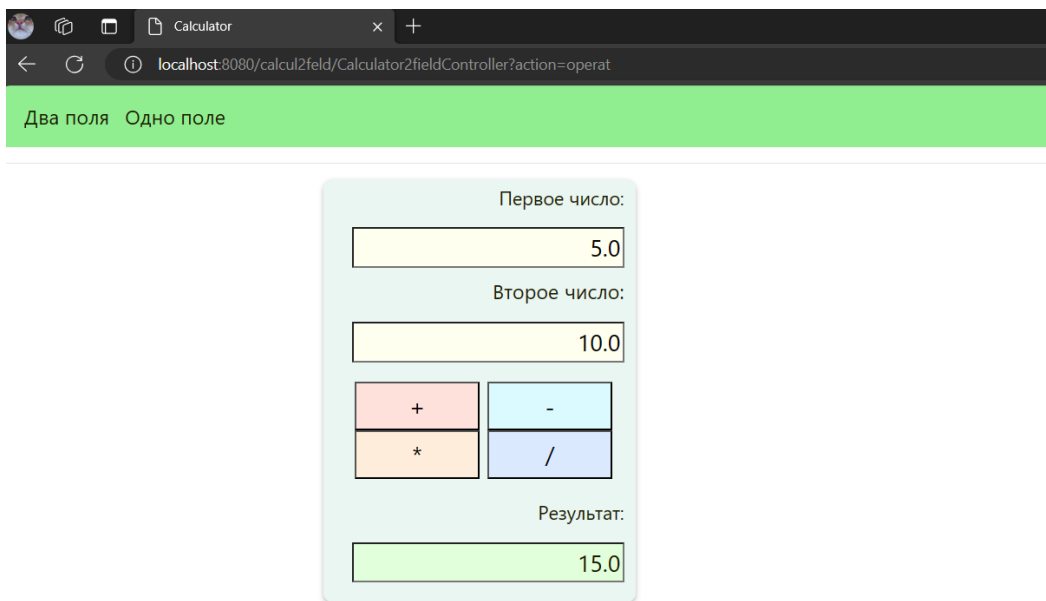 Calculator
localhost:8080/calcul2feld/Calculator2fieldController?action=operat
Два поля Одно поле
Первое число:
5.0
Второе число:
10.0
+ -
* /
Результат:
15.0